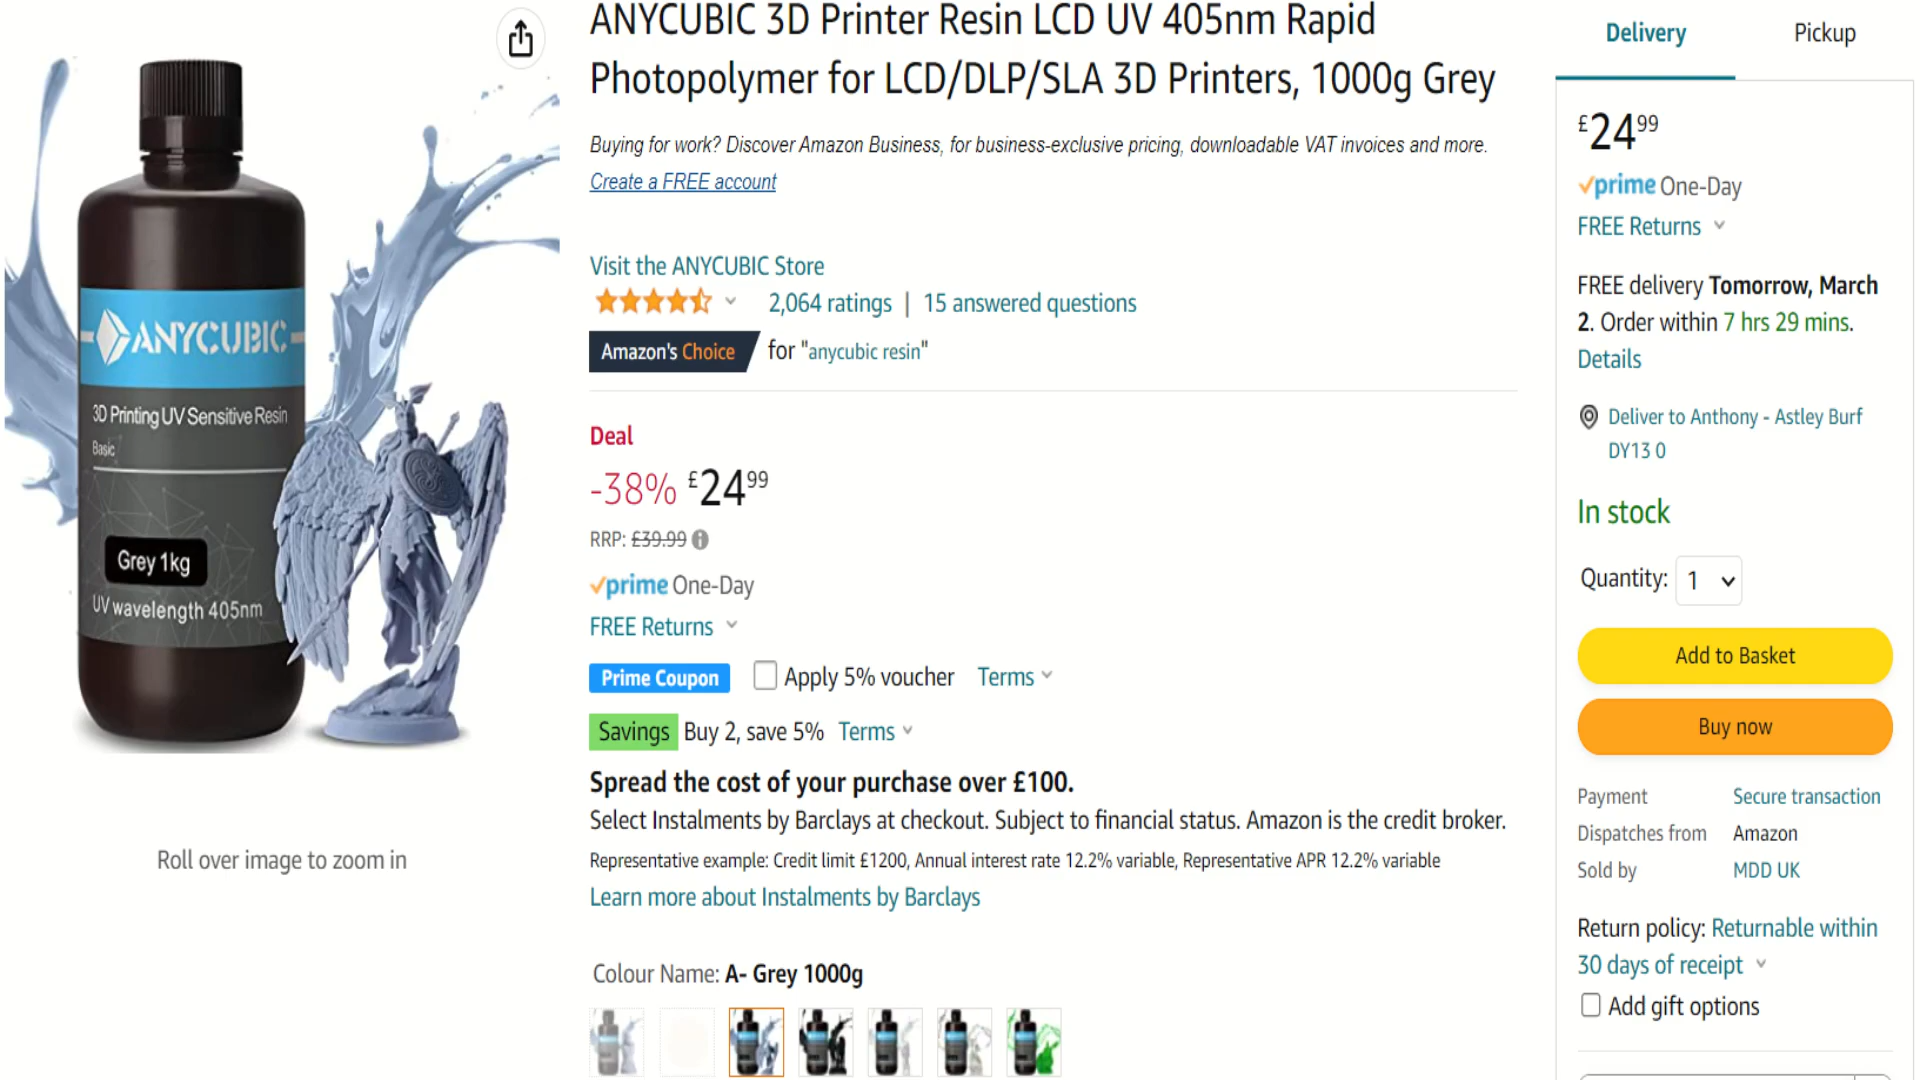 ANYCUBIC 3D Printer Resin LCD UV 405nm Rapid
Photopolymer for LCD/DLP/SLA 3D Printers, 1000g Grey
Buying for work? Discover Amazon Business, for business-exclusive pricing, downloadable VAT invoices and more.
Create a FREE account
Visit the ANYCUBIC Store
2,064 ratings | 15 answered questions
Amazon's Choice for "anycubic resin"
Deal
-38% £24⁹⁹
RRP: £39.99
prime One-Day
FREE Returns
Prime Coupon Apply 5% voucher Terms
Savings Buy 2, save 5% Terms
Spread the cost of your purchase over £100.
Select Instalments by Barclays at checkout. Subject to financial status. Amazon is the credit broker.
Representative example: Credit limit £1200, Annual interest rate 12.2% variable, Representative APR 12.2% variable
Learn more about Instalments by Barclays
Colour Name: A- Grey 1000g
ANYCUBIC
3D Printing UV Sensitive Resin
Basic
Grey 1kg
UV wavelength 405nm
Roll over image to zoom in
Delivery Pickup
£24⁹⁹
prime One-Day
FREE Returns
FREE delivery Tomorrow, March
2. Order within 7 hrs 29 mins.
Details
Deliver to Anthony - Astley Burf
DY13 0
In stock
Quantity: 1
Add to Basket
Buy now
Payment Secure transaction
Dispatches from Amazon
Sold by MDD UK
Return policy: Returnable within
30 days of receipt
Add gift options